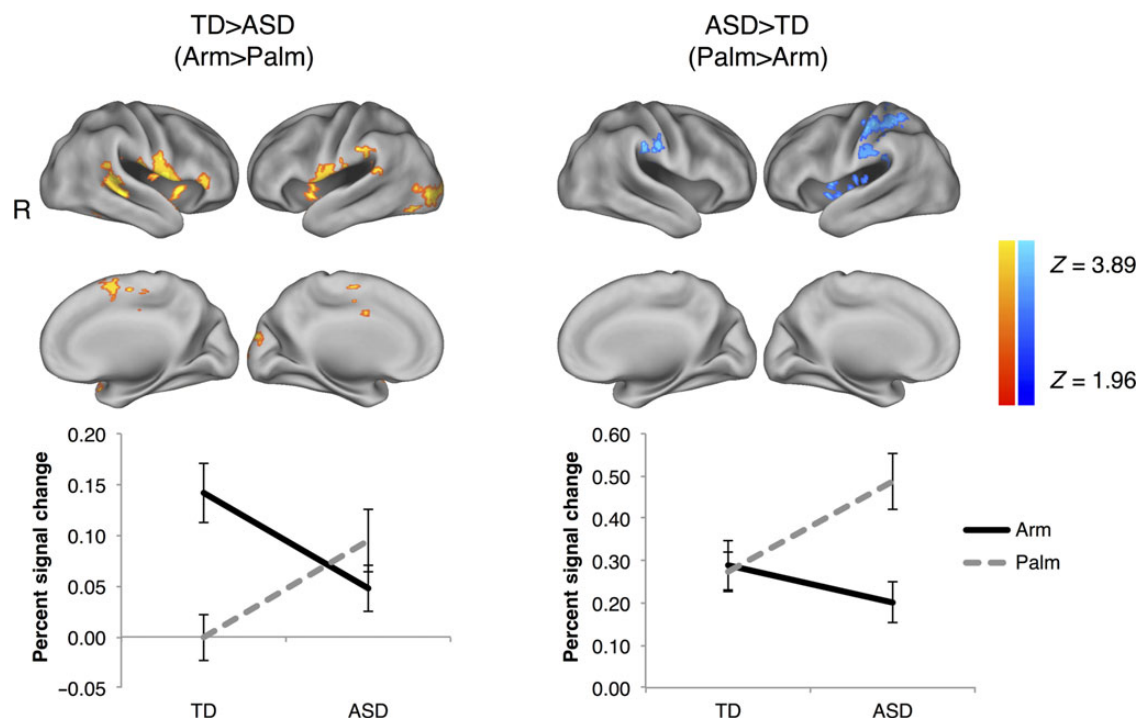 TD>ASD
(Arm>Palm)
ASD>TD
(Palm>Arm)
R
Z = 3.89
Z = 1.96
Percent signal change
0.20
0.15
0.10
0.05
0.00
−0.05
TD
ASD
Percent signal change
0.60
0.50
0.40
0.30
0.20
0.10
0.00
TD
ASD
Arm
Palm